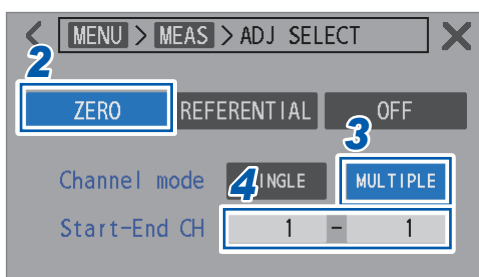 MENU > MEAS > ADJ SELECT
2
ZERO REFERENTIAL OFF
3
Channel mode 4 INGLE MULTIPLE
Start-End CH 1 - 1